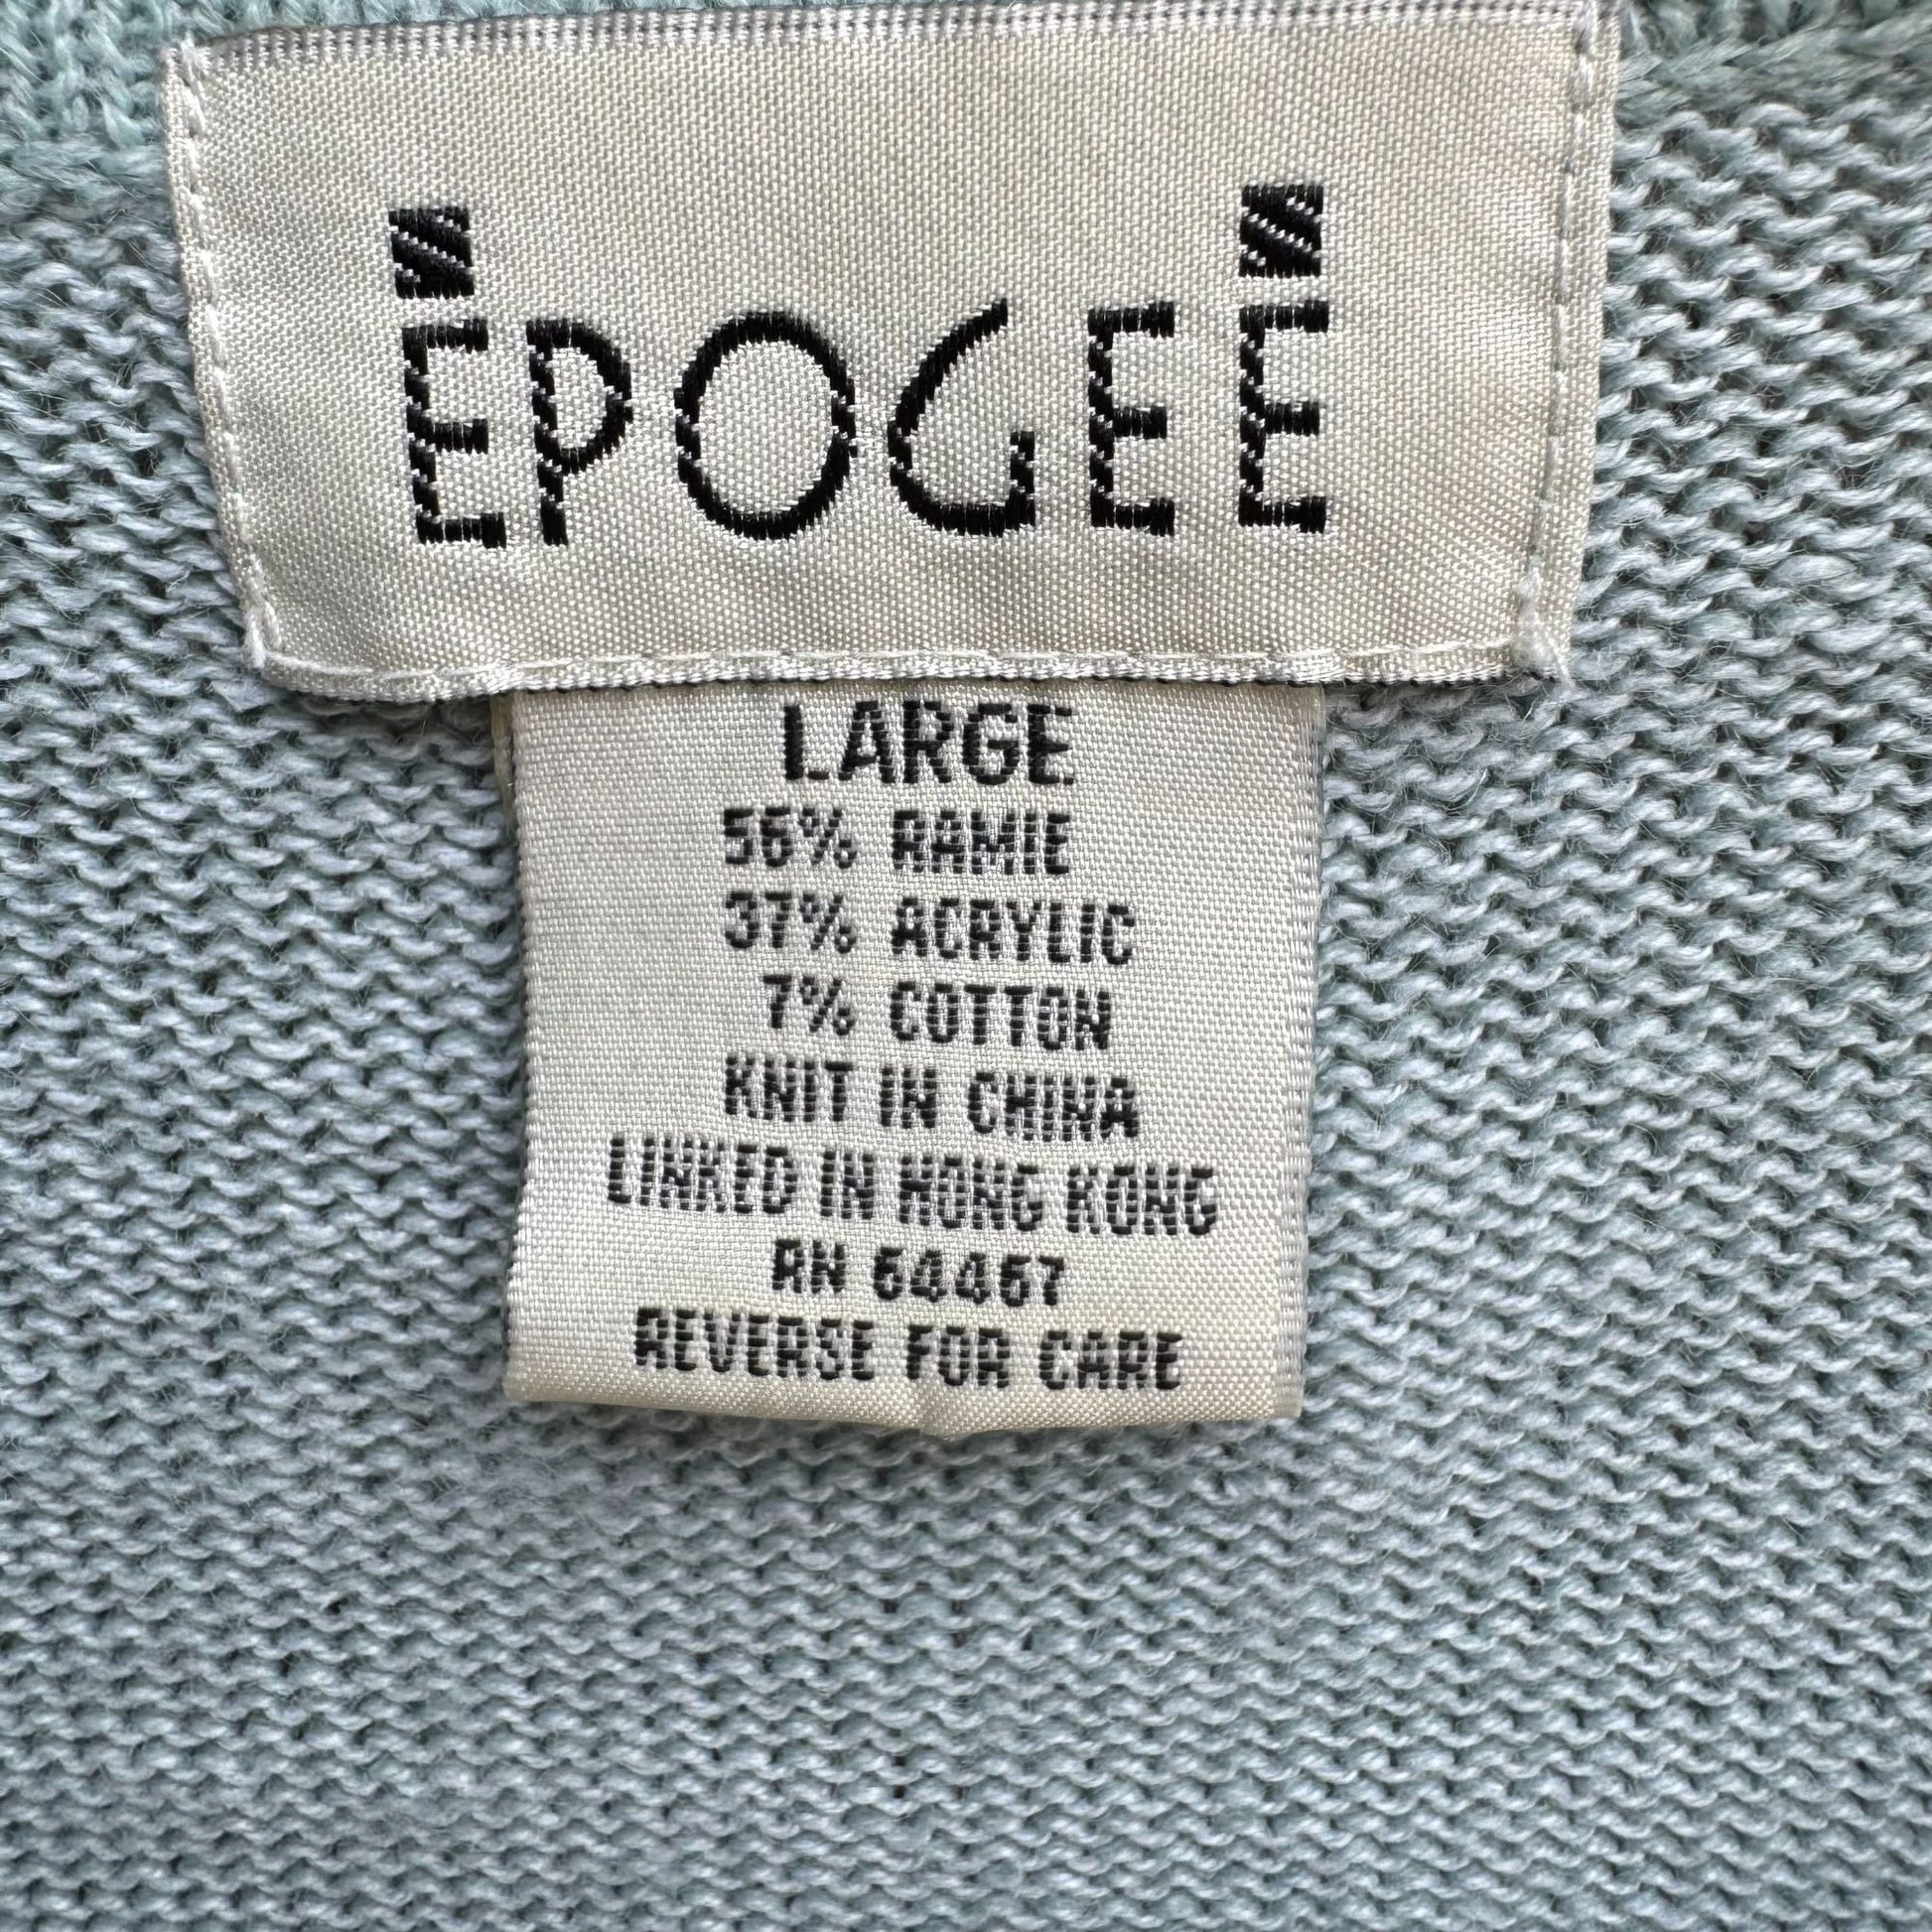 ÉPOGEÉ
LARGE
56% RAMIE
37% ACRYLIC
7% COTTON
KNIT IN CHINA
LINKED IN HONG KONG
RN 64467
REVERSE FOR CARE